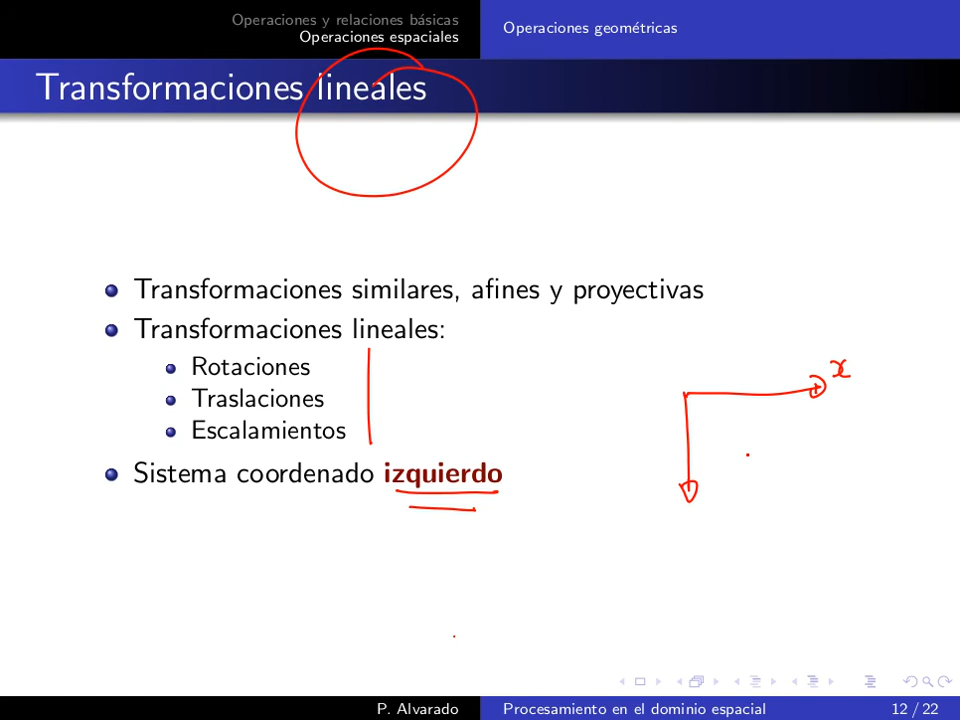 Operaciones y relaciones básicas
Operaciones espaciales
Operaciones geométricas
Transformaciones lineales
Transformaciones similares, afines y proyectivas
Transformaciones lineales:
Rotaciones
Traslaciones
Escalamientos
x
Sistema coordenado izquierdo
P. Alvarado
Procesamiento en el dominio espacial
12 / 22